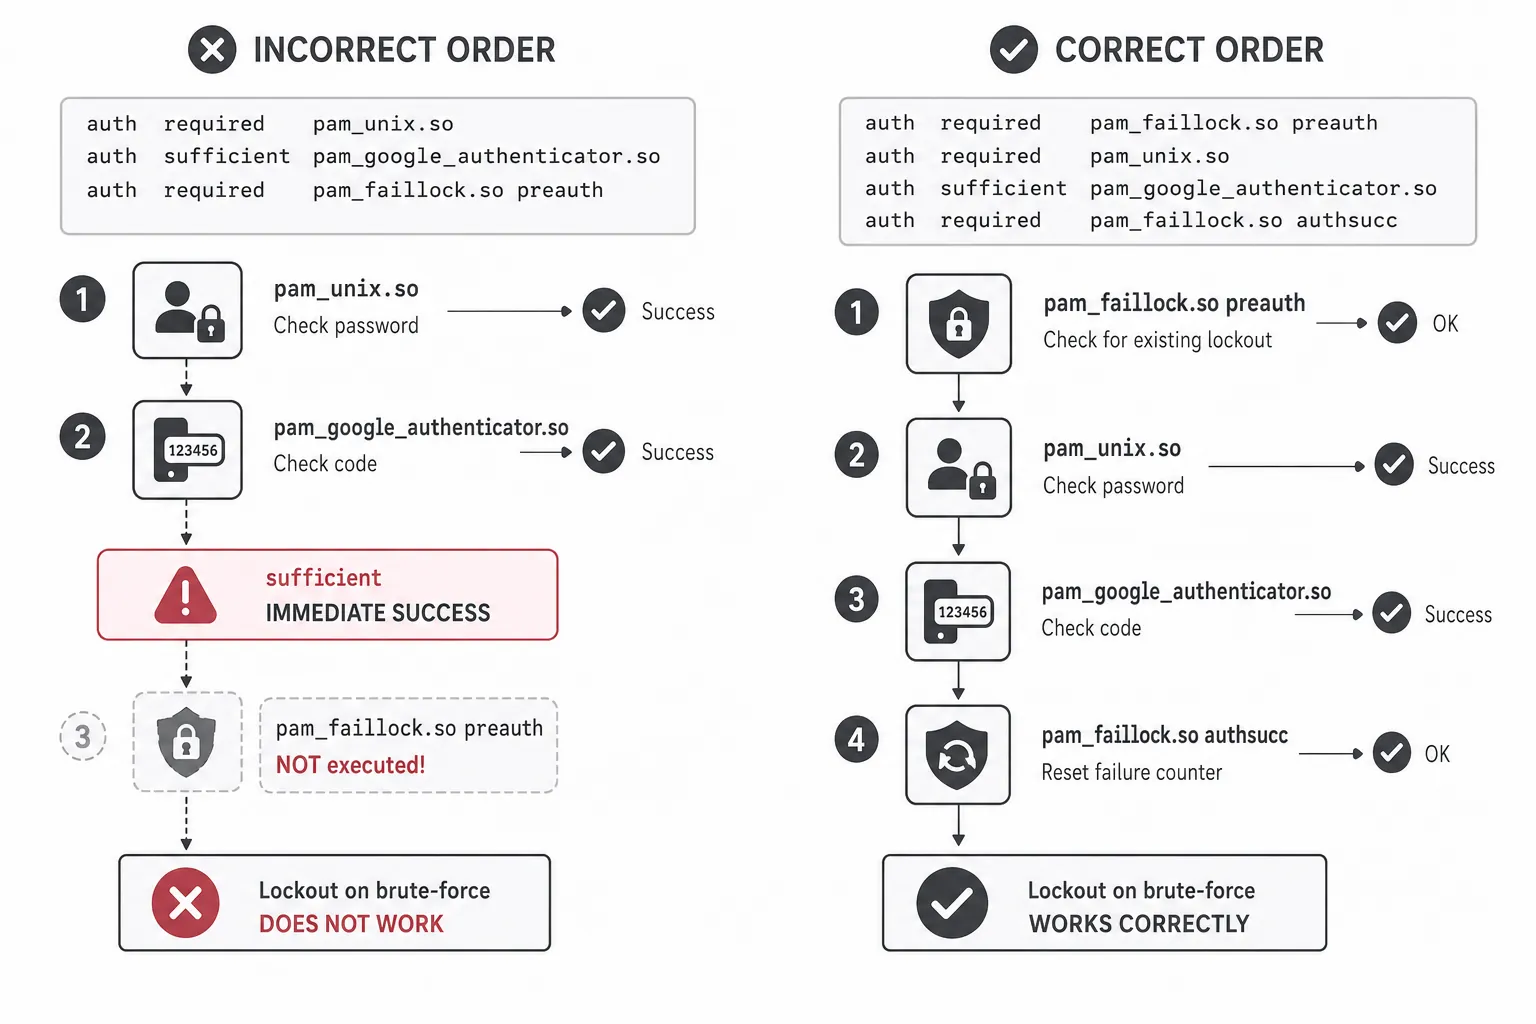 INCORRECT ORDER
auth required pam_unix.so
auth sufficient pam_google_authenticator.so
auth required pam_faillock.so preauth
1
pam_unix.so
Check password
Success
2
123456
pam_google_authenticator.so
Check code
Success
sufficient
IMMEDIATE SUCCESS
3
pam_faillock.so preauth
NOT executed!
Lockout on brute-force
DOES NOT WORK
CORRECT ORDER
auth required pam_faillock.so preauth
auth required pam_unix.so
auth sufficient pam_google_authenticator.so
auth required pam_faillock.so authsucc
1
pam_faillock.so preauth
Check for existing lockout
OK
2
pam_unix.so
Check password
Success
3
123456
pam_google_authenticator.so
Check code
Success
4
pam_faillock.so authsucc
Reset failure counter
OK
Lockout on brute-force
WORKS CORRECTLY